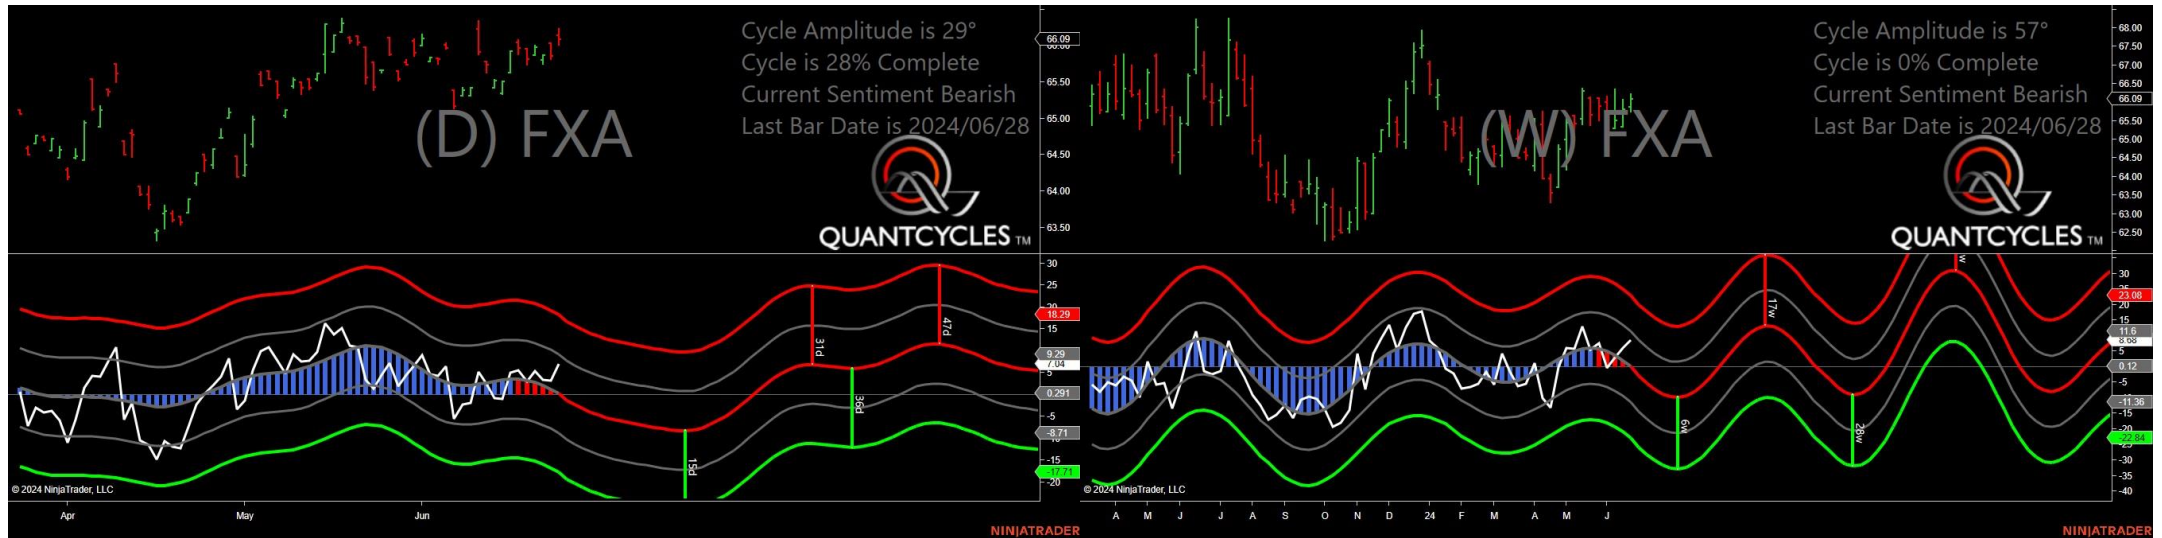 Cycle Amplitude is 29°
Cycle is 28% Complete
Current Sentiment Bearish
Last Bar Date is 2024/06/28
(D) FXA
QUANTCYCLES TM
66.09
65.50
65.00
64.50
64.00
63.50
30
25
18.29
15
9.29
7.04
5
0.291
-5
-8.71
-15
-17.71
-20
15d
31d
36d
47d
© 2024 NinjaTrader, LLC
Apr May Jun
NINJATRADER
Cycle Amplitude is 57°
Cycle is 0% Complete
Current Sentiment Bearish
Last Bar Date is 2024/06/28
(W) FXA
QUANTCYCLES TM
68.00
67.50
67.00
66.50
66.09
65.50
65.00
64.50
64.00
63.50
63.00
62.50
30
23.08
20
15
11.6
8.68
5
0.12
-5
-11.36
-15
-20
-22.84
-30
-35
-40
6w
17w
28w
w
© 2024 NinjaTrader, LLC
A M J J A S O N D 24 F M A M J
NINJATRADER